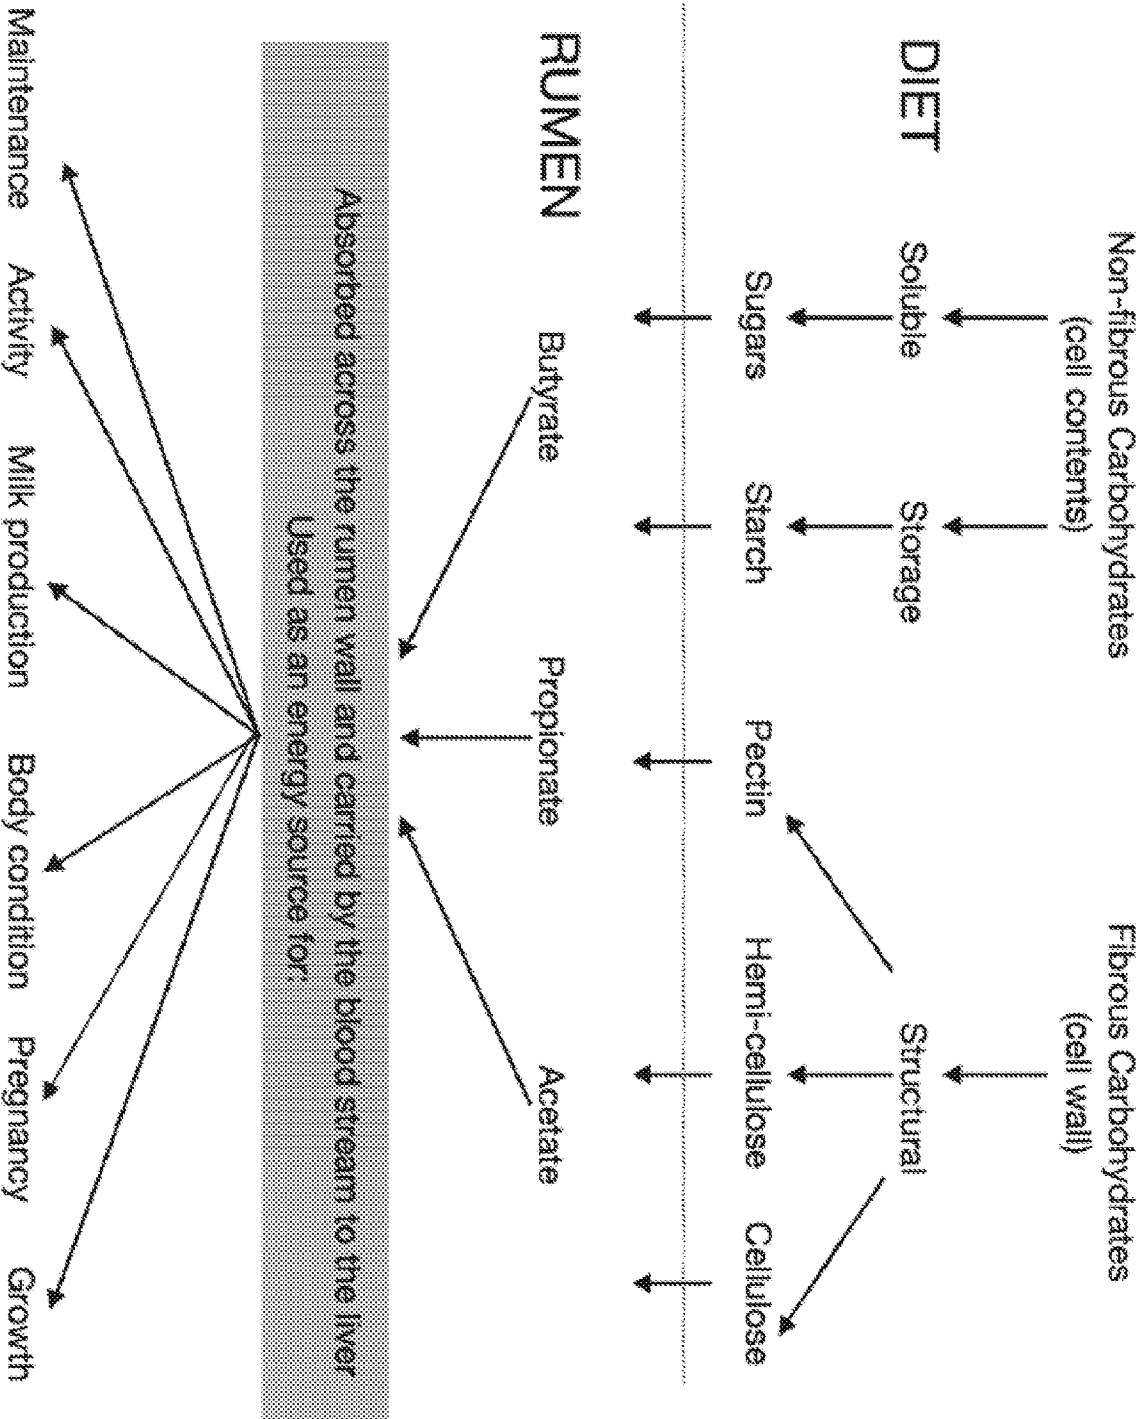 Non-fibrous Carbohydrates
(cell contents)
Fibrous Carbohydrates
(cell wall)
DIET
Soluble
Storage
Structural
Sugars
Starch
Pectin
Hemi-cellulose
Cellulose
RUMEN
Butyrate
Propionate
Acetate
Absorbed across the rumen wall and carried by the blood stream to the liver
Used as an energy source for:
Maintenance
Activity
Milk production
Body condition
Pregnancy
Growth